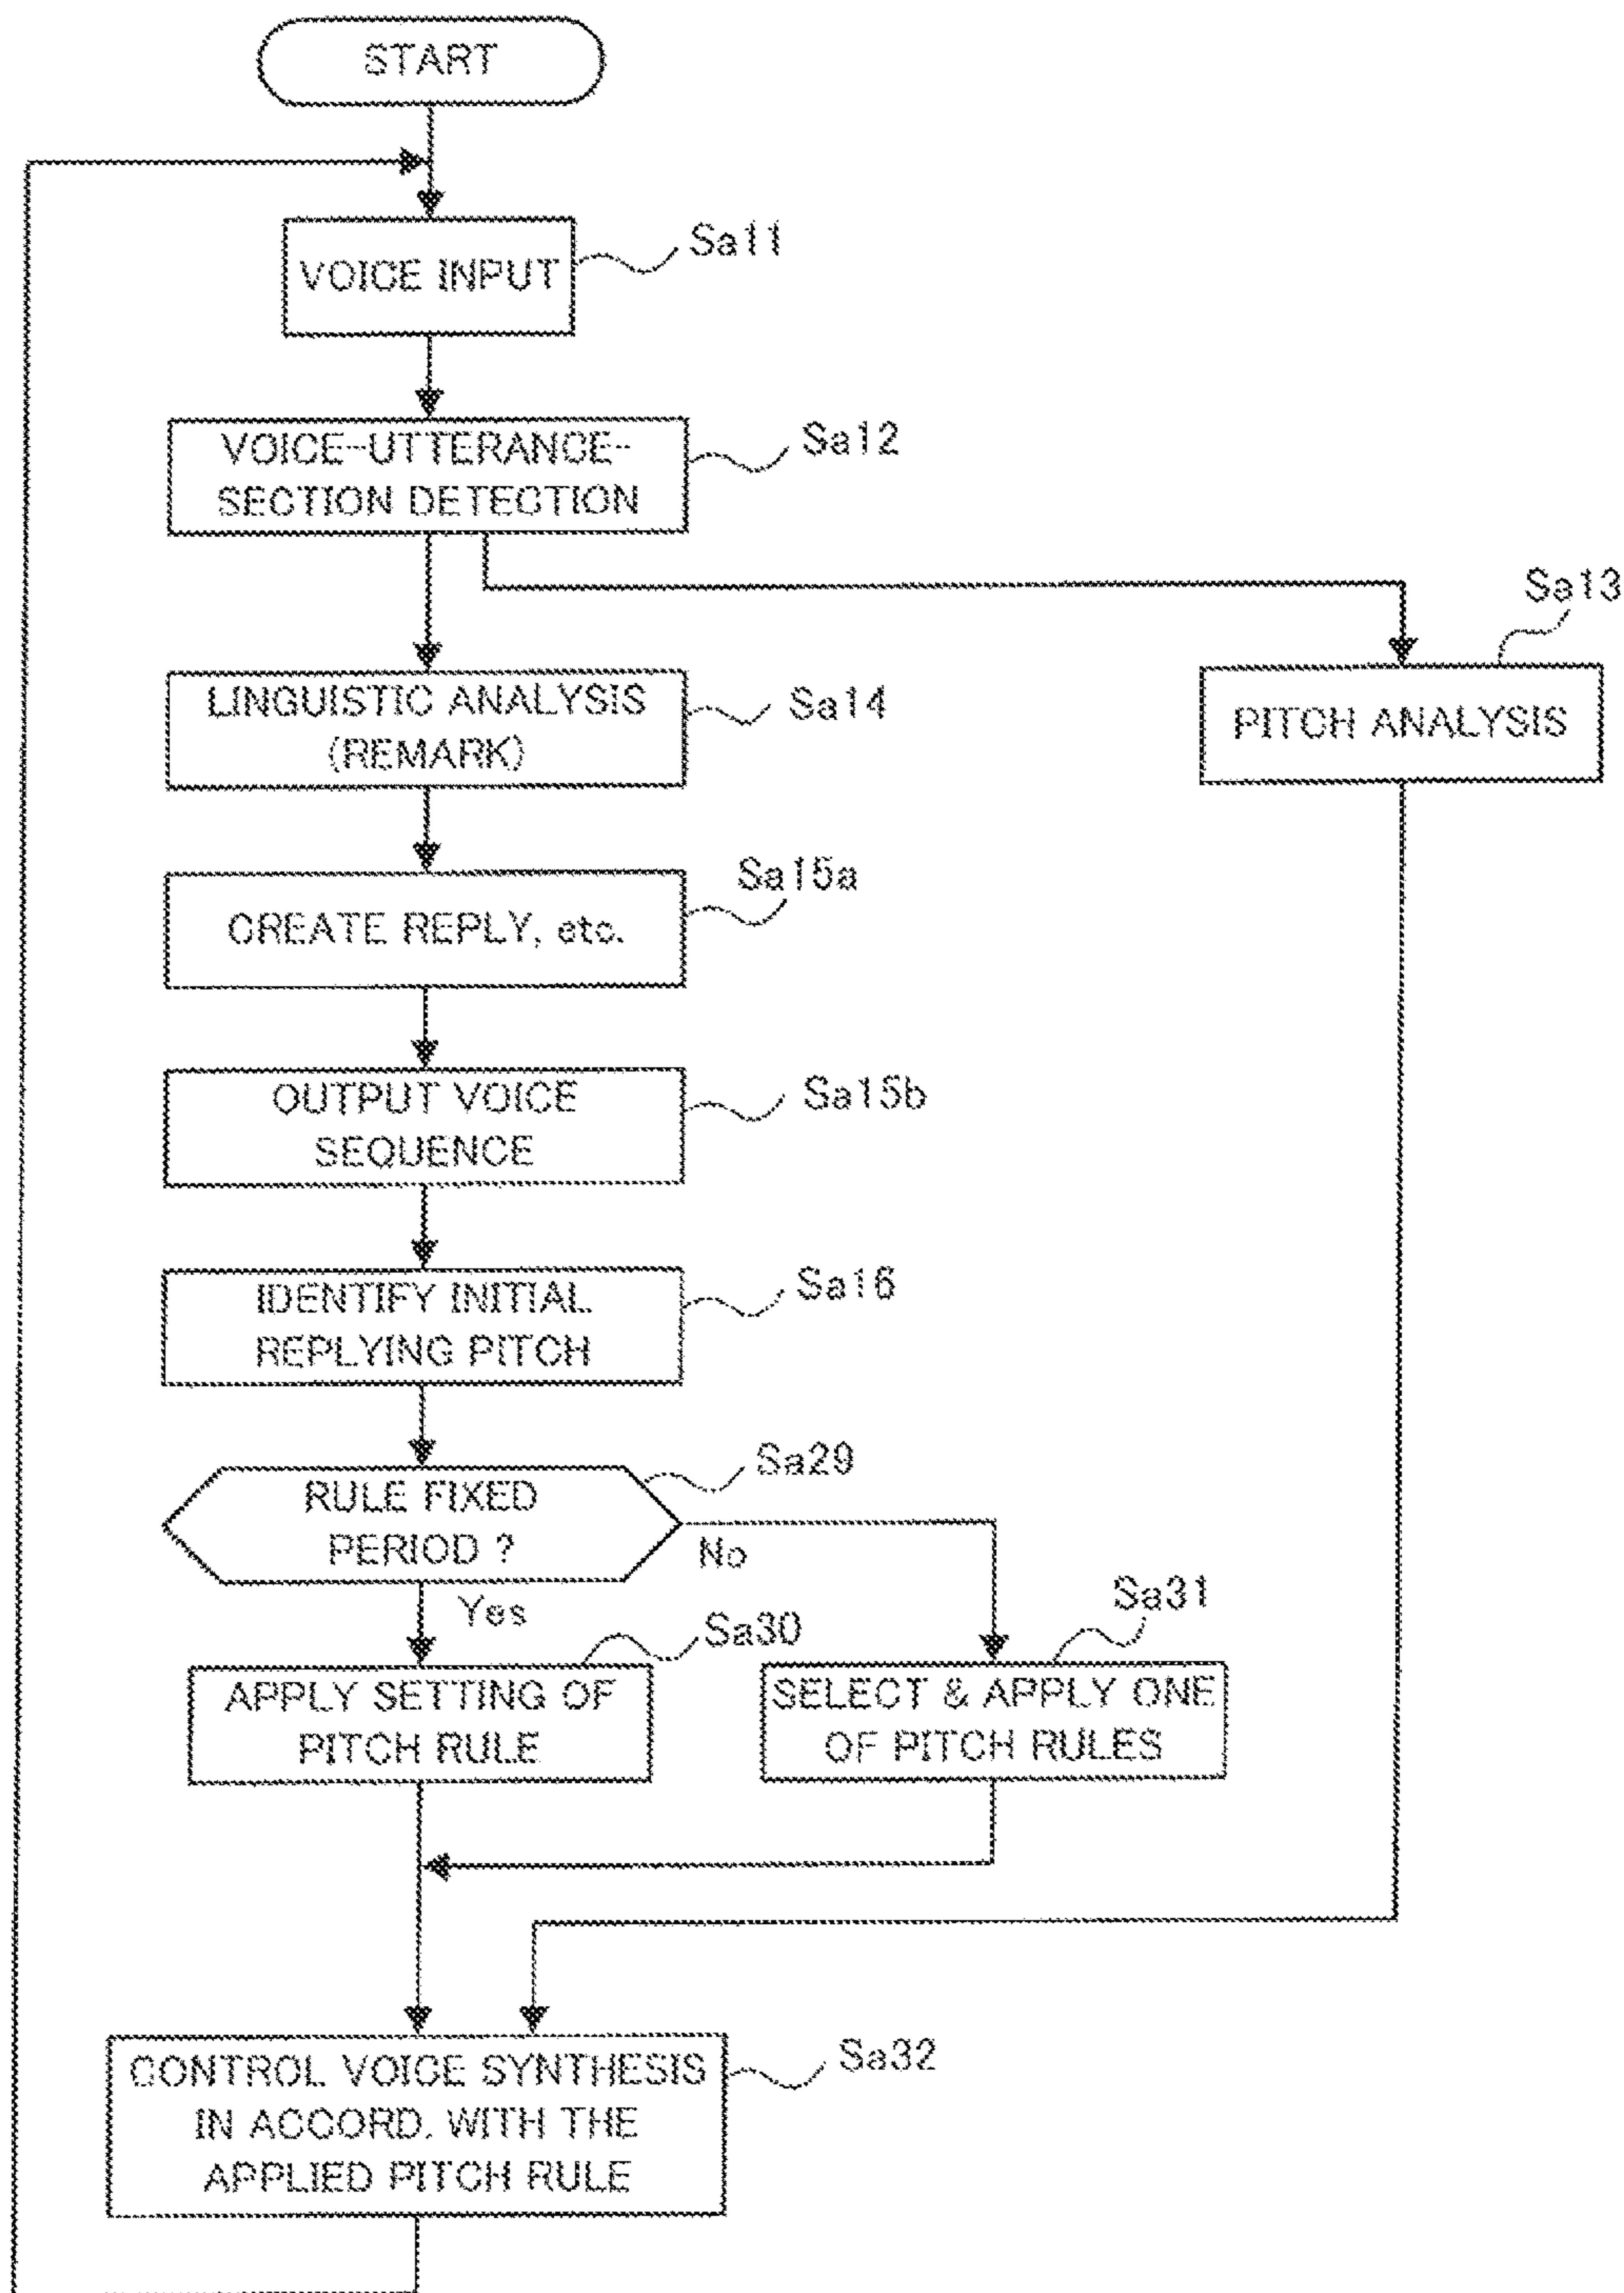 START
Sa11
VOICE INPUT
Sa12
VOICE-UTTERANCE-
SECTION DETECTION
Sa13
PITCH ANALYSIS
Sa14
LINGUISTIC ANALYSIS
(REMARK)
Sa15a
CREATE REPLY, etc.
Sa15b
OUTPUT VOICE
SEQUENCE
Sa16
IDENTIFY INITIAL
REPLYING PITCH
Sa29
RULE FIXED
PERIOD ?
No
Yes
Sa30
APPLY SETTING OF
PITCH RULE
Sa31
SELECT & APPLY ONE
OF PITCH RULES
Sa32
CONTROL VOICE SYNTHESIS
IN ACCORD. WITH THE
APPLIED PITCH RULE